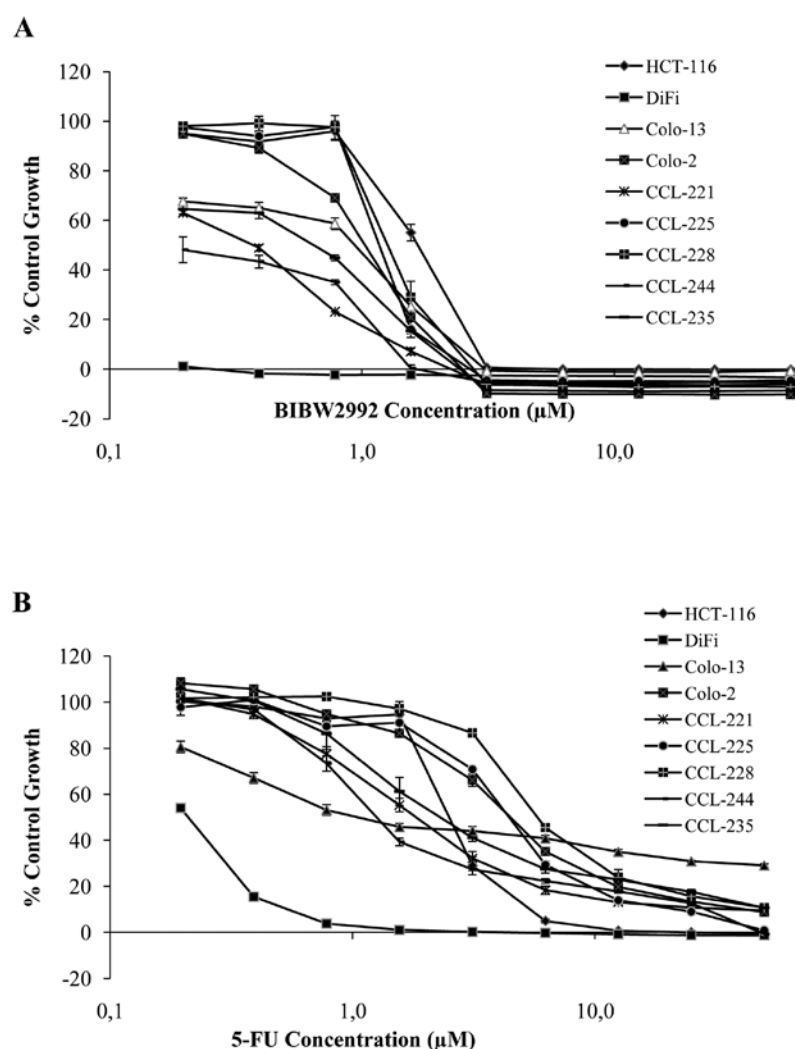 A
120
100
80
60
40
20
0
-20
% Control Growth
BIBW2992 Concentration (µM)
0,1
1,0
10,0
HCT-116
DiFi
Colo-13
Colo-2
CCL-221
CCL-225
CCL-228
CCL-244
CCL-235
B
120
100
80
60
40
20
0
-20
% Control Growth
0,1
1,0
10,0
5-FU Concentration (µM)
HCT-116
DiFi
Colo-13
Colo-2
CCL-221
CCL-225
CCL-228
CCL-244
CCL-235